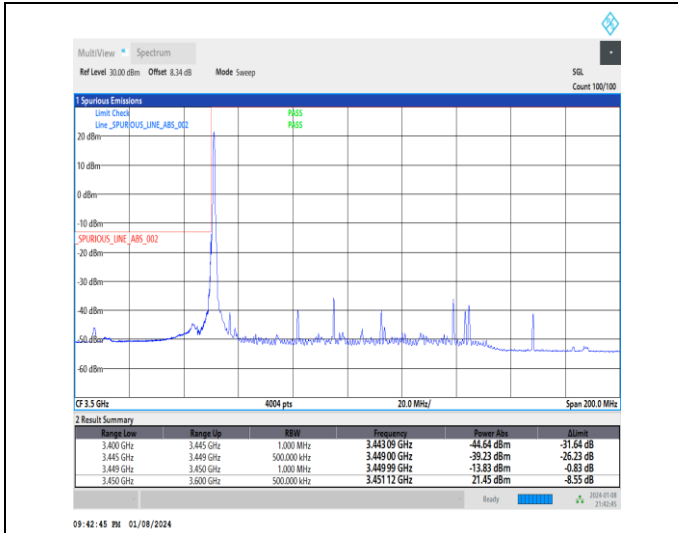 MultiView Spectrum
Ref Level 30.00 dBm Offset 8.34 dB Mode Sweep SGL
Count 100/100
1 Spurious Emissions
Limit Check PASS
Line _SPURIOUS_LINE_ABS_002 PASS
20 dBm
10 dBm
0 dBm
-10 dBm
_SPURIOUS_LINE_ABS_002
-20 dBm
-30 dBm
-40 dBm
-50 dBm
-60 dBm
CF 3.5 GHz 4004 pts 20.0 MHz/ Span 200.0 MHz
2 Result Summary
Range Low Range Up RBW Frequency Power Abs ΔLimit
3.400 GHz 3.445 GHz 1.000 MHz 3.443 09 GHz -44.64 dBm -31.64 dB
3.445 GHz 3.449 GHz 500.000 kHz 3.449 00 GHz -39.23 dBm -26.23 dB
3.449 GHz 3.450 GHz 1.000 MHz 3.449 99 GHz -13.83 dBm -0.83 dB
3.450 GHz 3.600 GHz 500.000 kHz 3.451 12 GHz 21.45 dBm -8.55 dB
Ready 2024-01-08
21:42:45
09:42:45 PM 01/08/2024